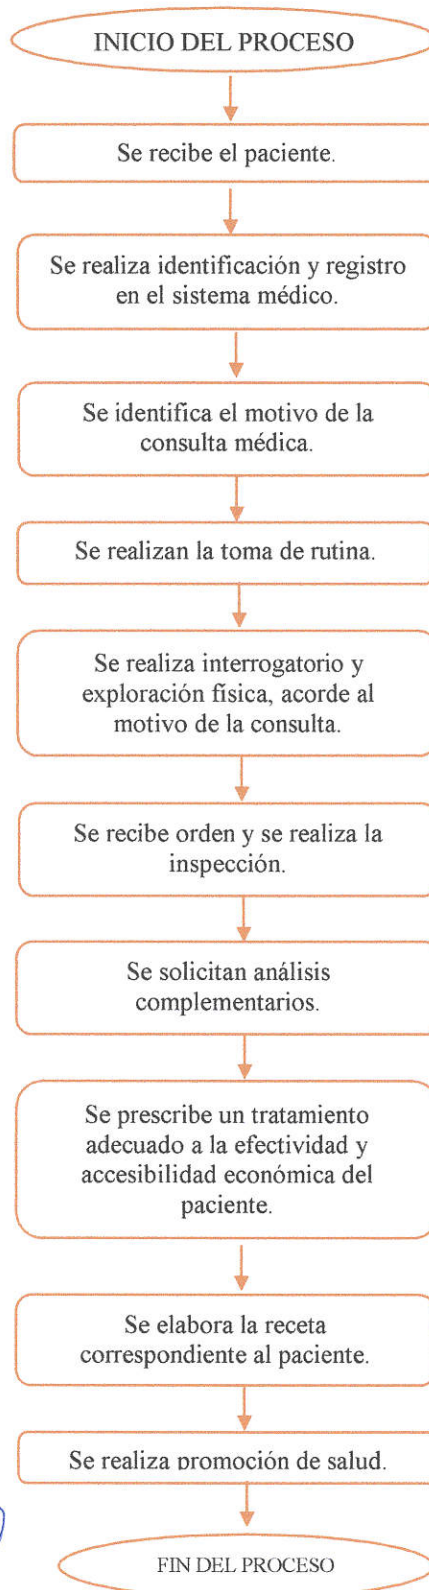 INICIO DEL PROCESO
Se recibe el paciente.
Se realiza identificación y registro
en el sistema médico.
Se identifica el motivo de la
consulta médica.
Se realizan la toma de rutina.
Se realiza interrogatorio y
exploración física, acorde al
motivo de la consulta.
Se recibe orden y se realiza la
inspección.
Se solicitan análisis
complementarios.
Se prescribe un tratamiento
adecuado a la efectividad y
accesibilidad económica del
paciente.
Se elabora la receta
correspondiente al paciente.
Se realiza promoción de salud.
FIN DEL PROCESO